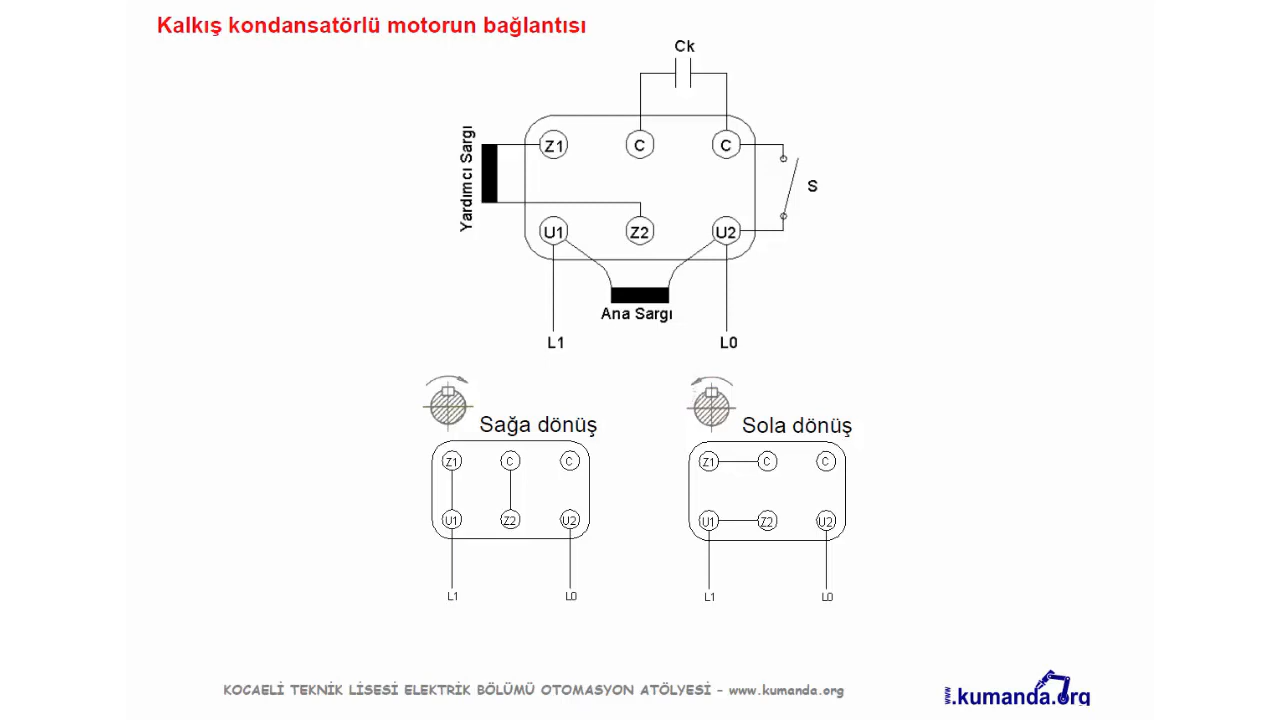 Kalkış kondansatörlü motorun bağlantısı
Ck
Z1 C C
Yardımcı Sargı
S
U1 Z2 U2
Ana Sargı
L1 L0
Sağa dönüş
Z1 C C
U1 Z2 U2
L1 L0
Sola dönüş
Z1 C C
U1 Z2 U2
L1 L0
KOCAELİ TEKNİK LİSESİ ELEKTRİK BÖLÜMÜ OTOMASYON ATÖLYESİ - www.kumanda.org
www.kumanda.org